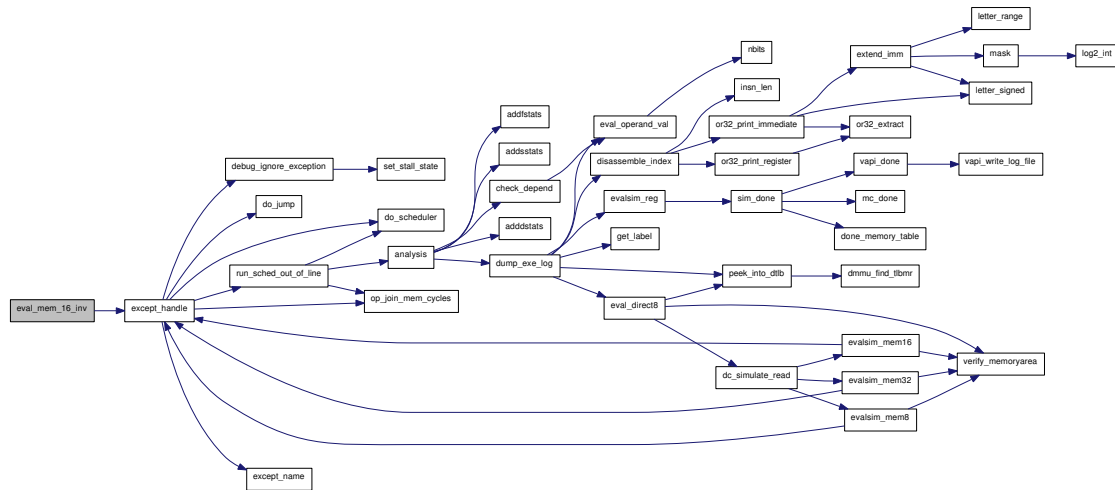 letter_range
nbits
extend_imm
mask
log2_int
insn_len
letter_signed
addfstats
eval_operand_val
or32_print_immediate
or32_extract
addsstats
debug_ignore_exception
set_stall_state
disassemble_index
or32_print_register
vapi_done
vapi_write_log_file
check_depend
do_jump
evalsim_reg
sim_done
mc_done
do_scheduler
adddstats
get_label
done_memory_table
analysis
dump_exe_log
run_sched_out_of_line
peek_into_dtlb
dmmu_find_tlbmr
op_join_mem_cycles
eval_mem_16_inv
except_handle
eval_direct8
evalsim_mem16
verify_memoryarea
dc_simulate_read
evalsim_mem32
evalsim_mem8
except_name